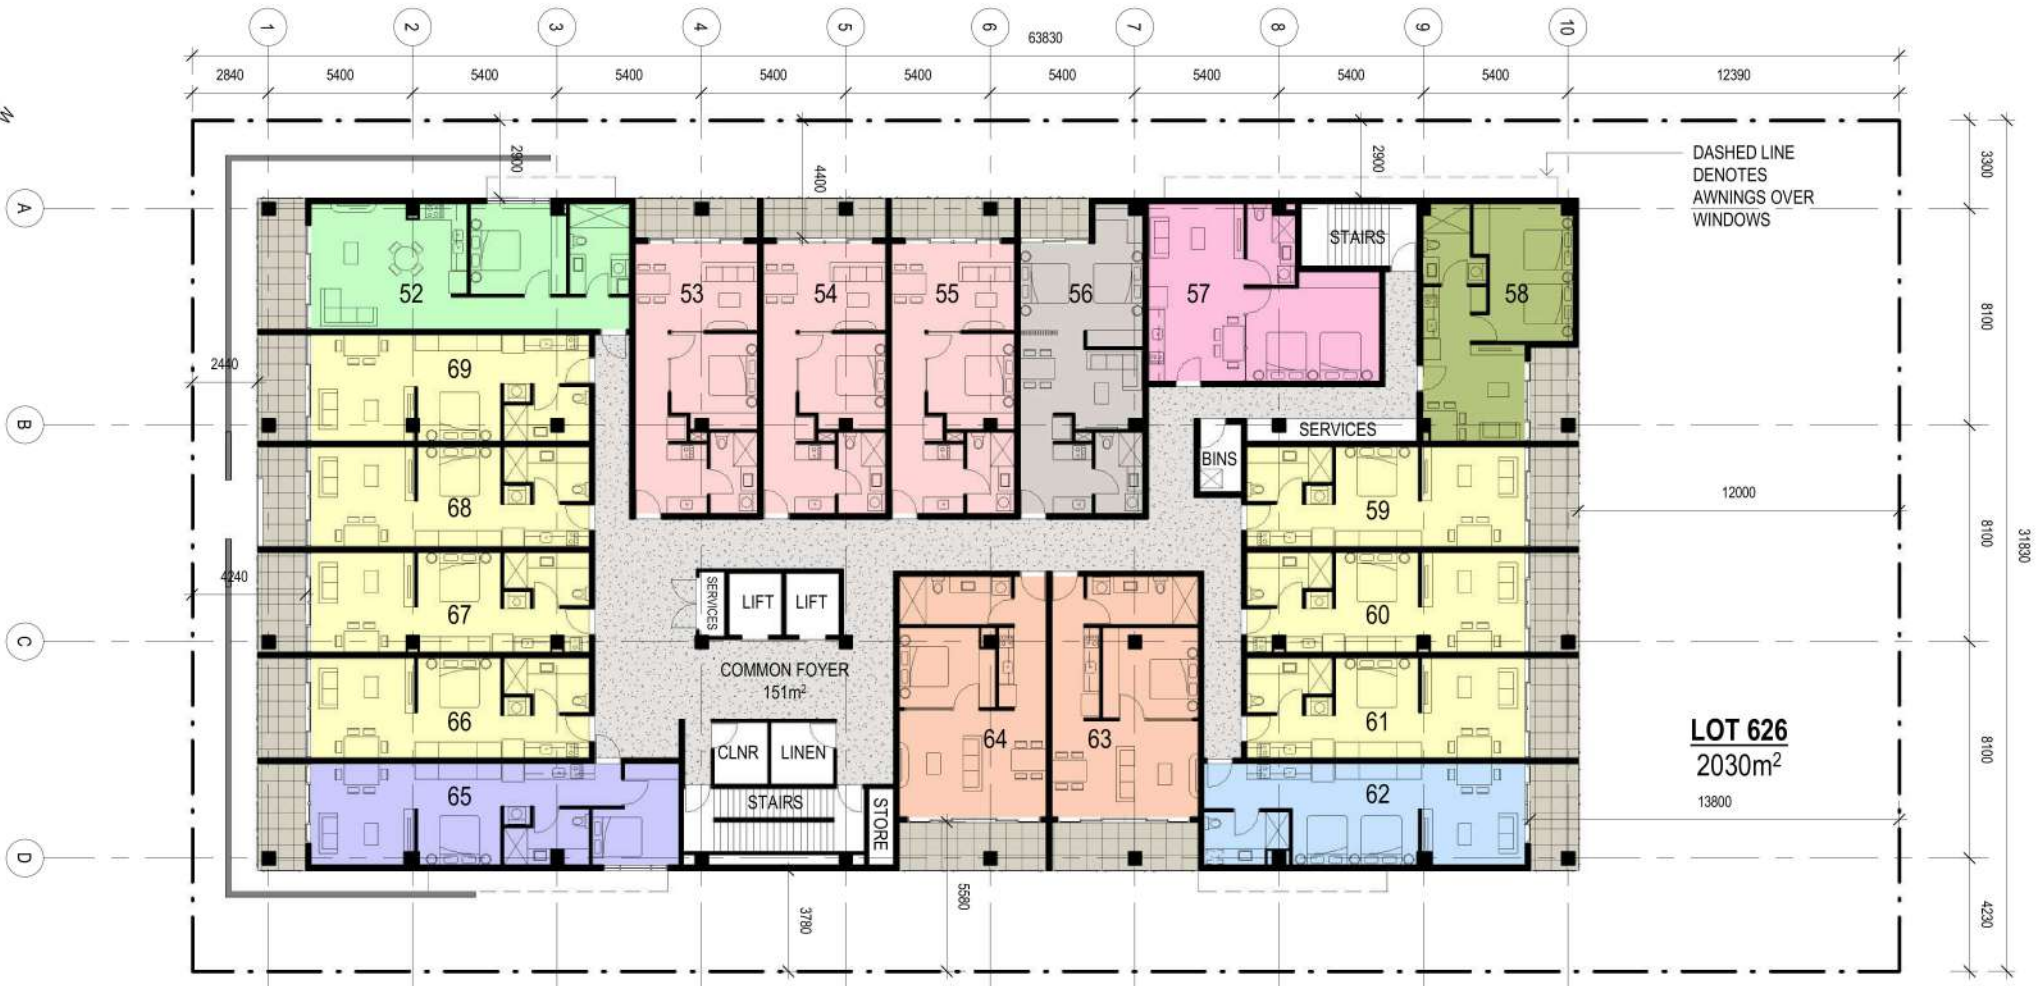 1 2 3 4 5 6 7 8 9 10
63830
2840 5400 5400 5400 5400 5400 5400 5400 5400 5400 12390
N
2900 4400 2900
DASHED LINE
DENOTES
AWNINGS OVER
WINDOWS
3300
A
STAIRS
52 53 54 55 56 57 58
8100
2440
69
B
SERVICES
BINS
68
59
12000
8100
31830
4240
SERVICES
LIFT LIFT
67
60
C
COMMON FOYER
151m²
66
64 63
61
LOT 626
2030m²
8100
CLNR LINEN
65
STAIRS
STORE
62
13800
D
3780 5580
4230